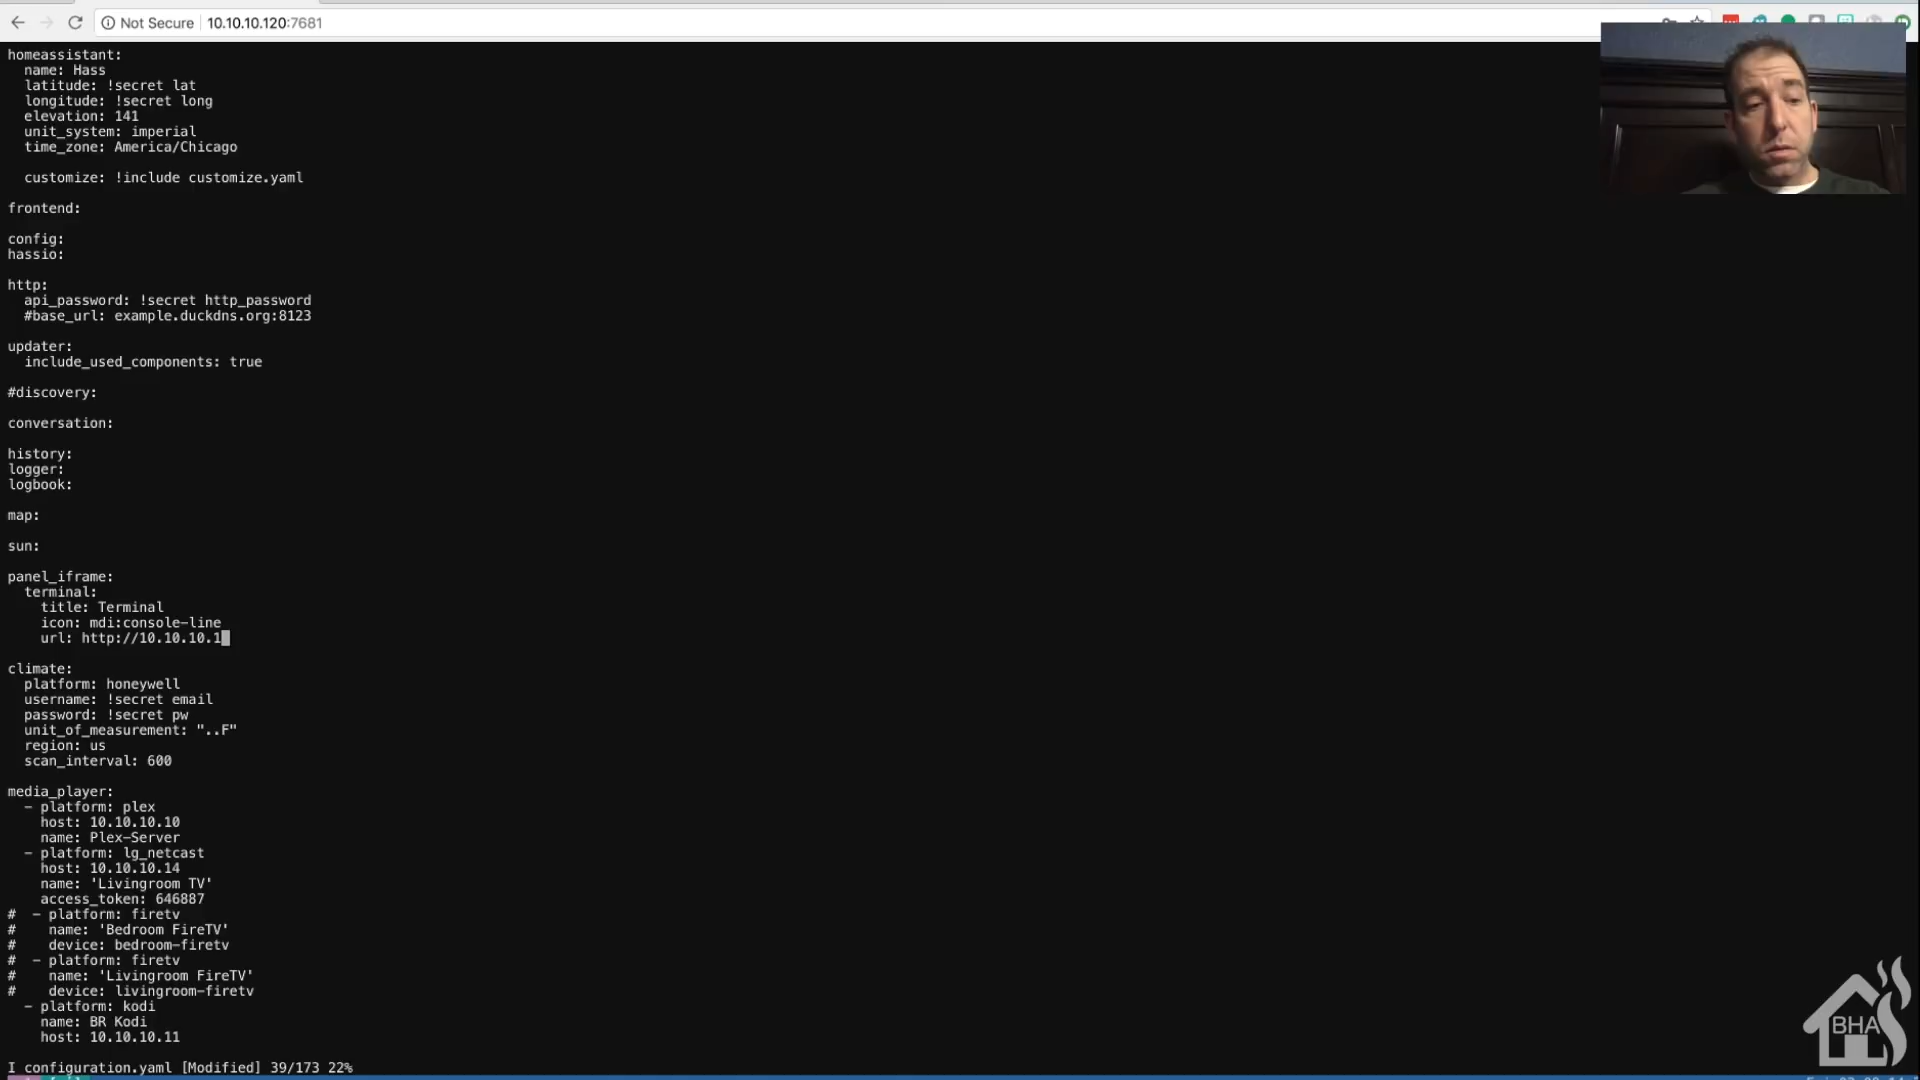 Not Secure 10.10.10.120:7681
homeassistant:
name: Hass
latitude: !secret lat
longitude: !secret long
elevation: 141
unit_system: imperial
time_zone: America/Chicago
customize: !include customize.yaml
frontend:
config:
hassio:
http:
api_password: !secret http_password
#base_url: example.duckdns.org:8123
updater:
include_used_components: true
#discovery:
conversation:
history:
logger:
logbook:
map:
sun:
panel_iframe:
terminal:
title: Terminal
icon: mdi:console-line
url: http://10.10.10.1
climate:
platform: honeywell
username: !secret email
password: !secret pw
unit_of_measurement: "..F"
region: us
scan_interval: 600
media_player:
- platform: plex
host: 10.10.10.10
name: Plex-Server
- platform: lg_netcast
host: 10.10.10.14
name: 'Livingroom TV'
access_token: 646887
# - platform: firetv
# name: 'Bedroom FireTV'
# device: bedroom-firetv
# - platform: firetv
# name: 'Livingroom FireTV'
# device: livingroom-firetv
- platform: kodi
name: BR Kodi
host: 10.10.10.11
I configuration.yaml [Modified] 39/173 22%
BHA